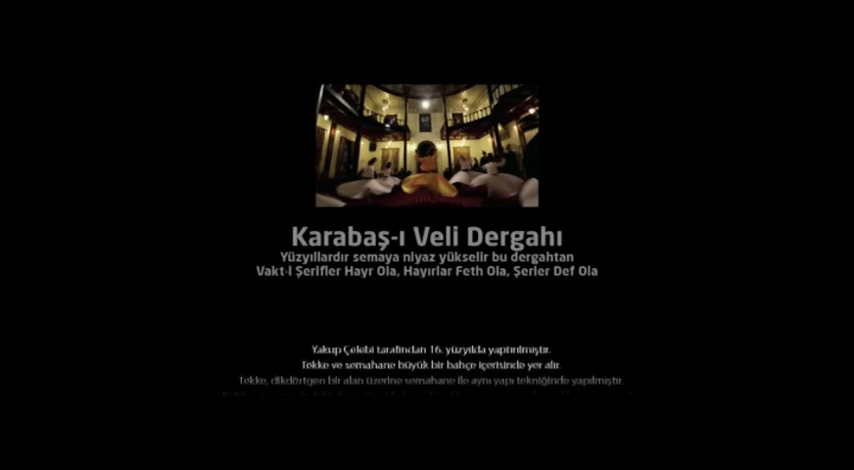 Karabaş-ı Veli Dergahı
Yüzyıllardır semaya niyaz yükselir bu dergahtan
Vakt-i Şerifler Hayr Ola, Hayırlar Feth Ola, Şerler Def Ola
Yakup Çelebi tarafından 16. yüzyılda yaptırılmıştır.
Tekke ve semahane büyük bir bahçe içerisinde yer alır.
Tekke, dikdörtgen bir alan üzerine semahane ile aynı yapı tekniğinde yapılmıştır.